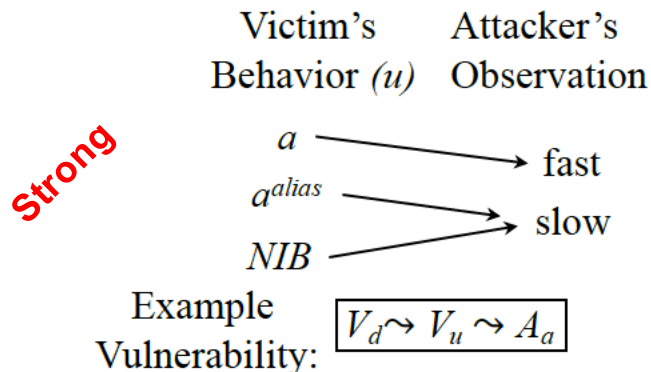 Victim's Attacker's
Behavior (u) Observation
Strong
a
fast
a^{alias}
slow
NIB
Example
Vulnerability:
V_d ⤳ V_u ⤳ A_a